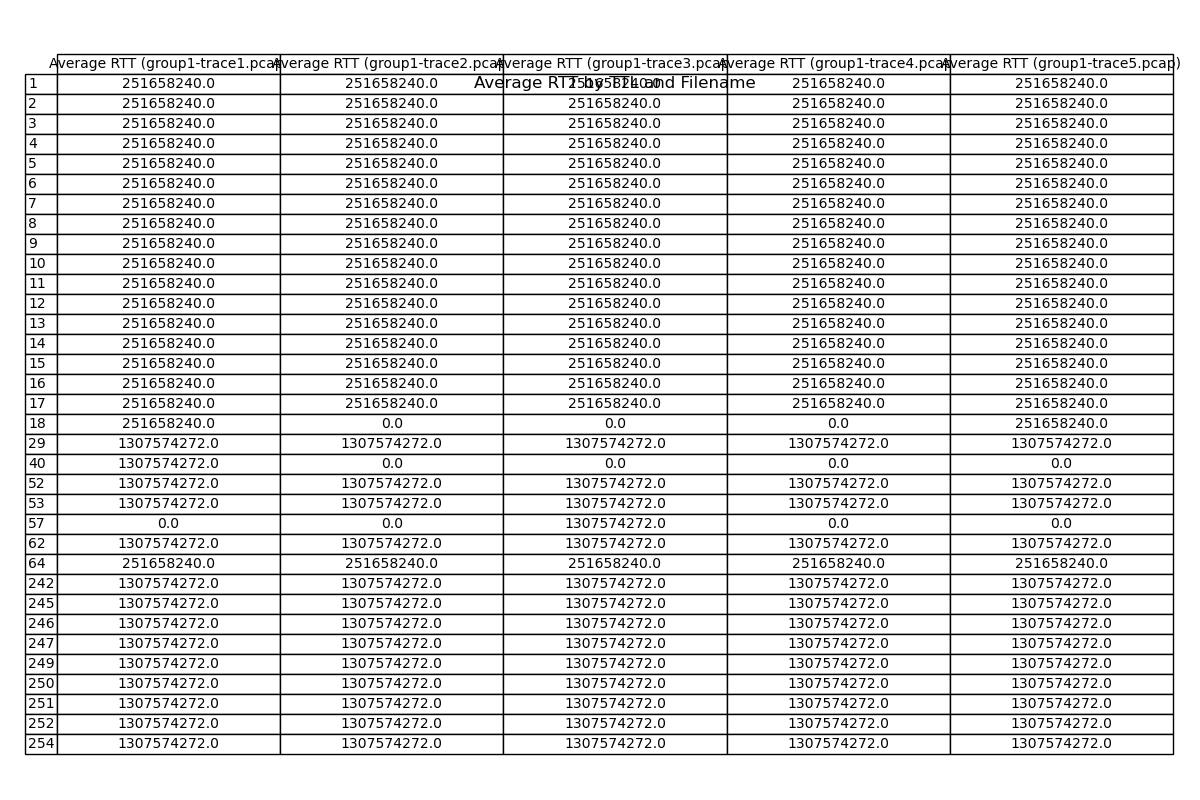 Average RTT (group1-trace1.pcap) Average RTT (group1-trace2.pcap) Average RTT (group1-trace3.pcap) Average RTT (group1-trace4.pcap) Average RTT (group1-trace5.pcap)
Average RTT by TTL and Filename
1 251658240.0 251658240.0 251658240.0 251658240.0 251658240.0
2 251658240.0 251658240.0 251658240.0 251658240.0 251658240.0
3 251658240.0 251658240.0 251658240.0 251658240.0 251658240.0
4 251658240.0 251658240.0 251658240.0 251658240.0 251658240.0
5 251658240.0 251658240.0 251658240.0 251658240.0 251658240.0
6 251658240.0 251658240.0 251658240.0 251658240.0 251658240.0
7 251658240.0 251658240.0 251658240.0 251658240.0 251658240.0
8 251658240.0 251658240.0 251658240.0 251658240.0 251658240.0
9 251658240.0 251658240.0 251658240.0 251658240.0 251658240.0
10 251658240.0 251658240.0 251658240.0 251658240.0 251658240.0
11 251658240.0 251658240.0 251658240.0 251658240.0 251658240.0
12 251658240.0 251658240.0 251658240.0 251658240.0 251658240.0
13 251658240.0 251658240.0 251658240.0 251658240.0 251658240.0
14 251658240.0 251658240.0 251658240.0 251658240.0 251658240.0
15 251658240.0 251658240.0 251658240.0 251658240.0 251658240.0
16 251658240.0 251658240.0 251658240.0 251658240.0 251658240.0
17 251658240.0 251658240.0 251658240.0 251658240.0 251658240.0
18 251658240.0 0.0 0.0 0.0 251658240.0
29 1307574272.0 1307574272.0 1307574272.0 1307574272.0 1307574272.0
40 1307574272.0 0.0 0.0 0.0 0.0
52 1307574272.0 1307574272.0 1307574272.0 1307574272.0 1307574272.0
53 1307574272.0 1307574272.0 1307574272.0 1307574272.0 1307574272.0
57 0.0 0.0 1307574272.0 0.0 0.0
62 1307574272.0 1307574272.0 1307574272.0 1307574272.0 1307574272.0
64 251658240.0 251658240.0 251658240.0 251658240.0 251658240.0
242 1307574272.0 1307574272.0 1307574272.0 1307574272.0 1307574272.0
245 1307574272.0 1307574272.0 1307574272.0 1307574272.0 1307574272.0
246 1307574272.0 1307574272.0 1307574272.0 1307574272.0 1307574272.0
247 1307574272.0 1307574272.0 1307574272.0 1307574272.0 1307574272.0
249 1307574272.0 1307574272.0 1307574272.0 1307574272.0 1307574272.0
250 1307574272.0 1307574272.0 1307574272.0 1307574272.0 1307574272.0
251 1307574272.0 1307574272.0 1307574272.0 1307574272.0 1307574272.0
252 1307574272.0 1307574272.0 1307574272.0 1307574272.0 1307574272.0
254 1307574272.0 1307574272.0 1307574272.0 1307574272.0 1307574272.0